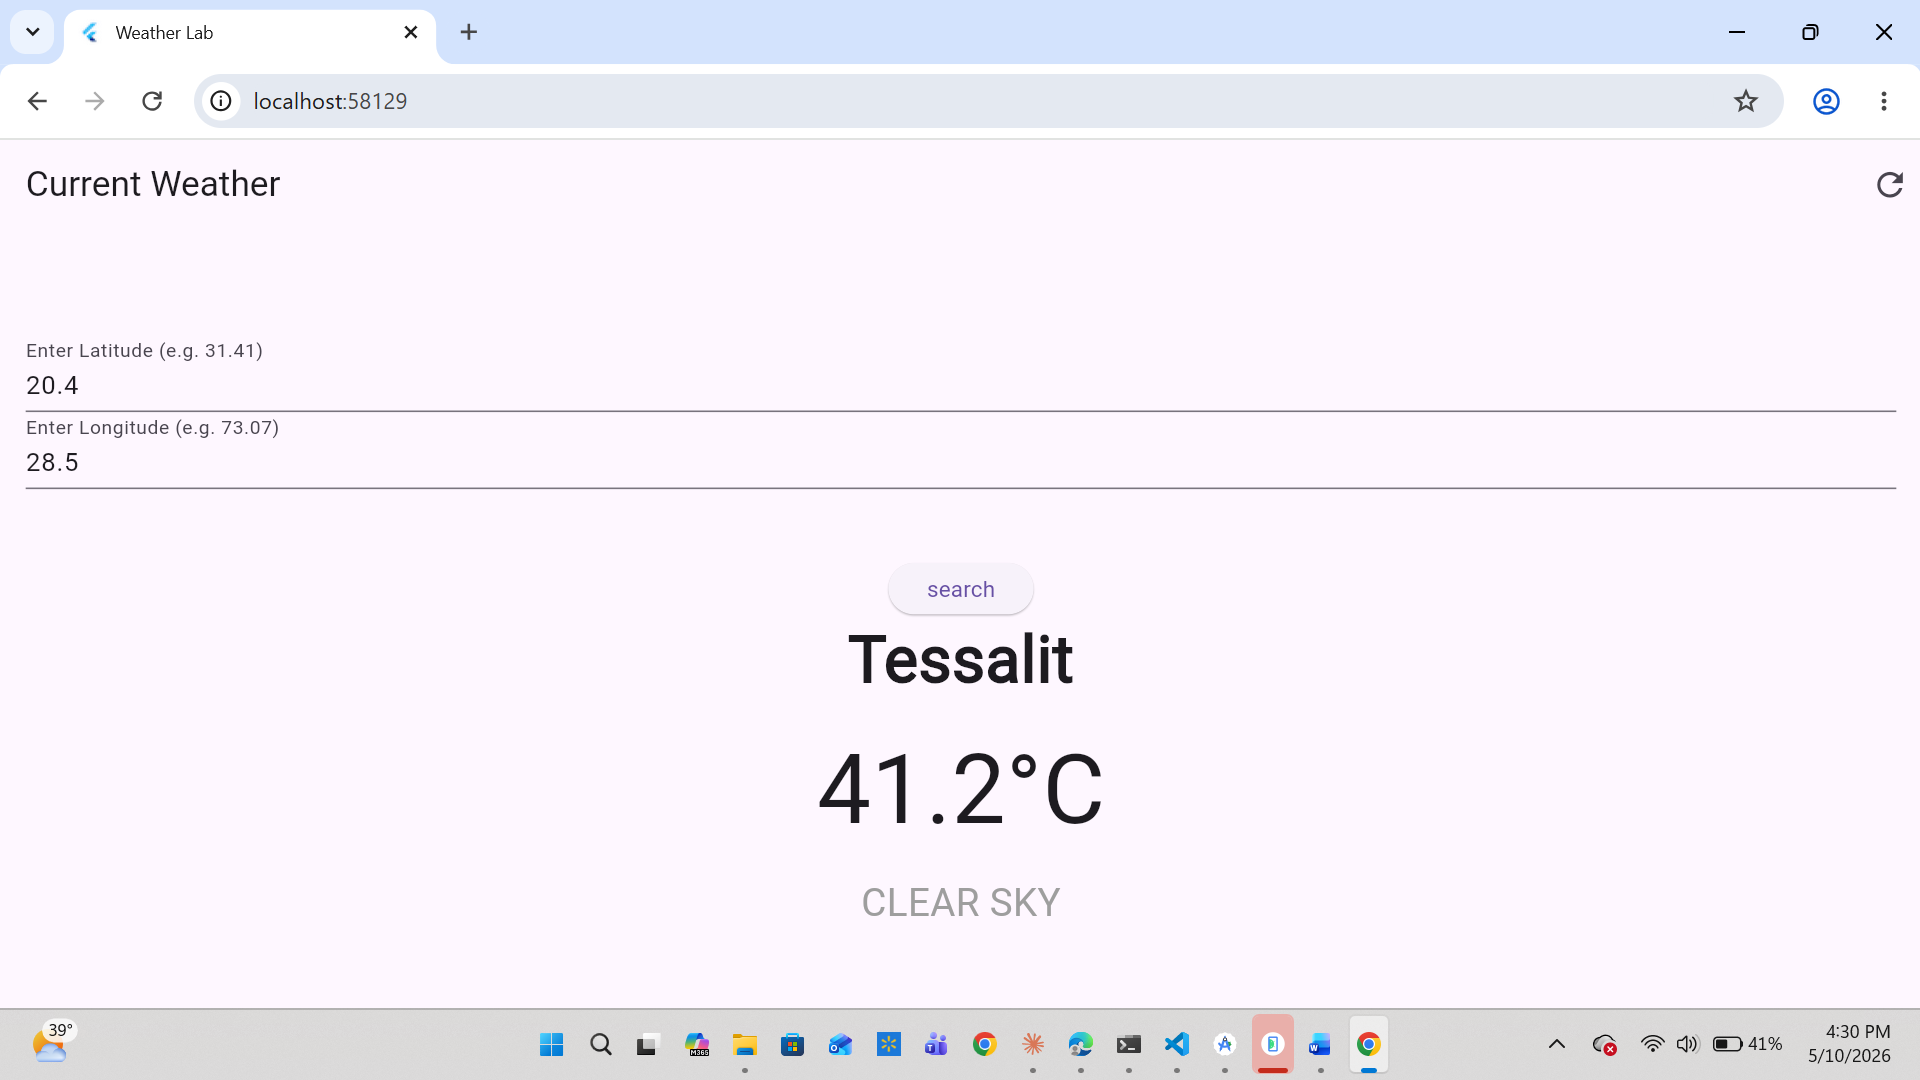 Weather Lab
localhost:58129
Current Weather
Enter Latitude (e.g. 31.41)
20.4
Enter Longitude (e.g. 73.07)
28.5
search
Tessalit
41.2°C
CLEAR SKY
39°
M365
41%
4:30 PM
5/10/2026